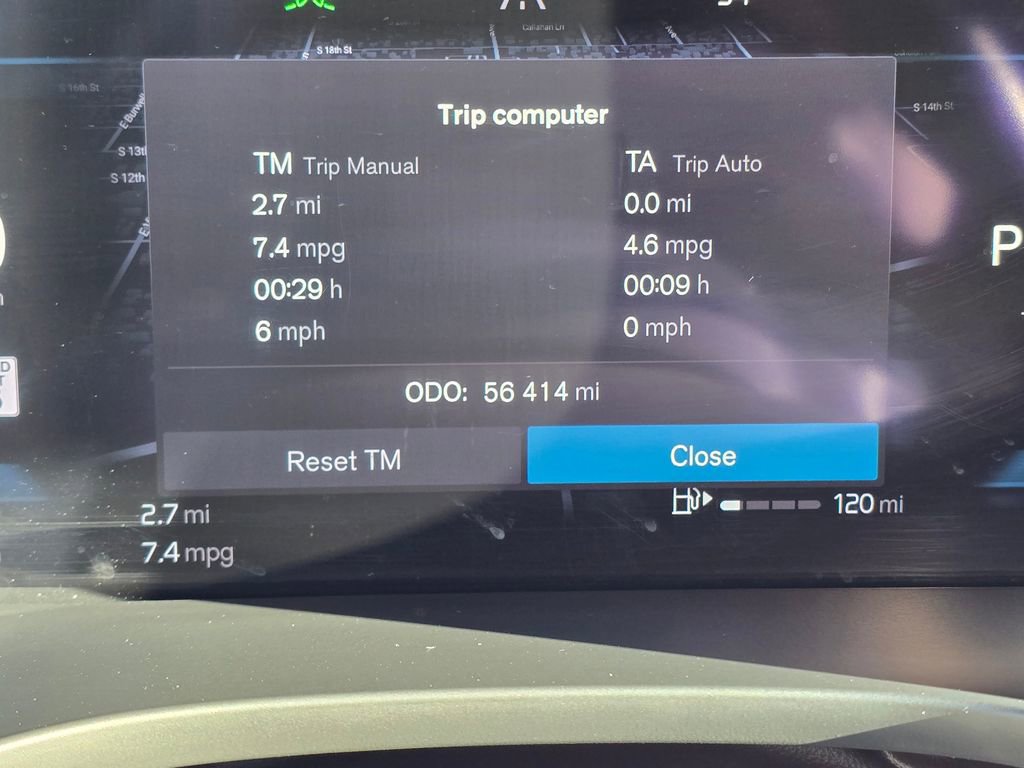 Callahan Ln
S 18th St
S 16th St
S 14th St
S 13th
S 12th
Trip computer
TM Trip Manual
2.7 mi
7.4 mpg
00:29 h
6 mph
TA Trip Auto
0.0 mi
4.6 mpg
00:09 h
0 mph
P
ODO: 56 414 mi
Reset TM
Close
2.7 mi
7.4 mpg
120 mi